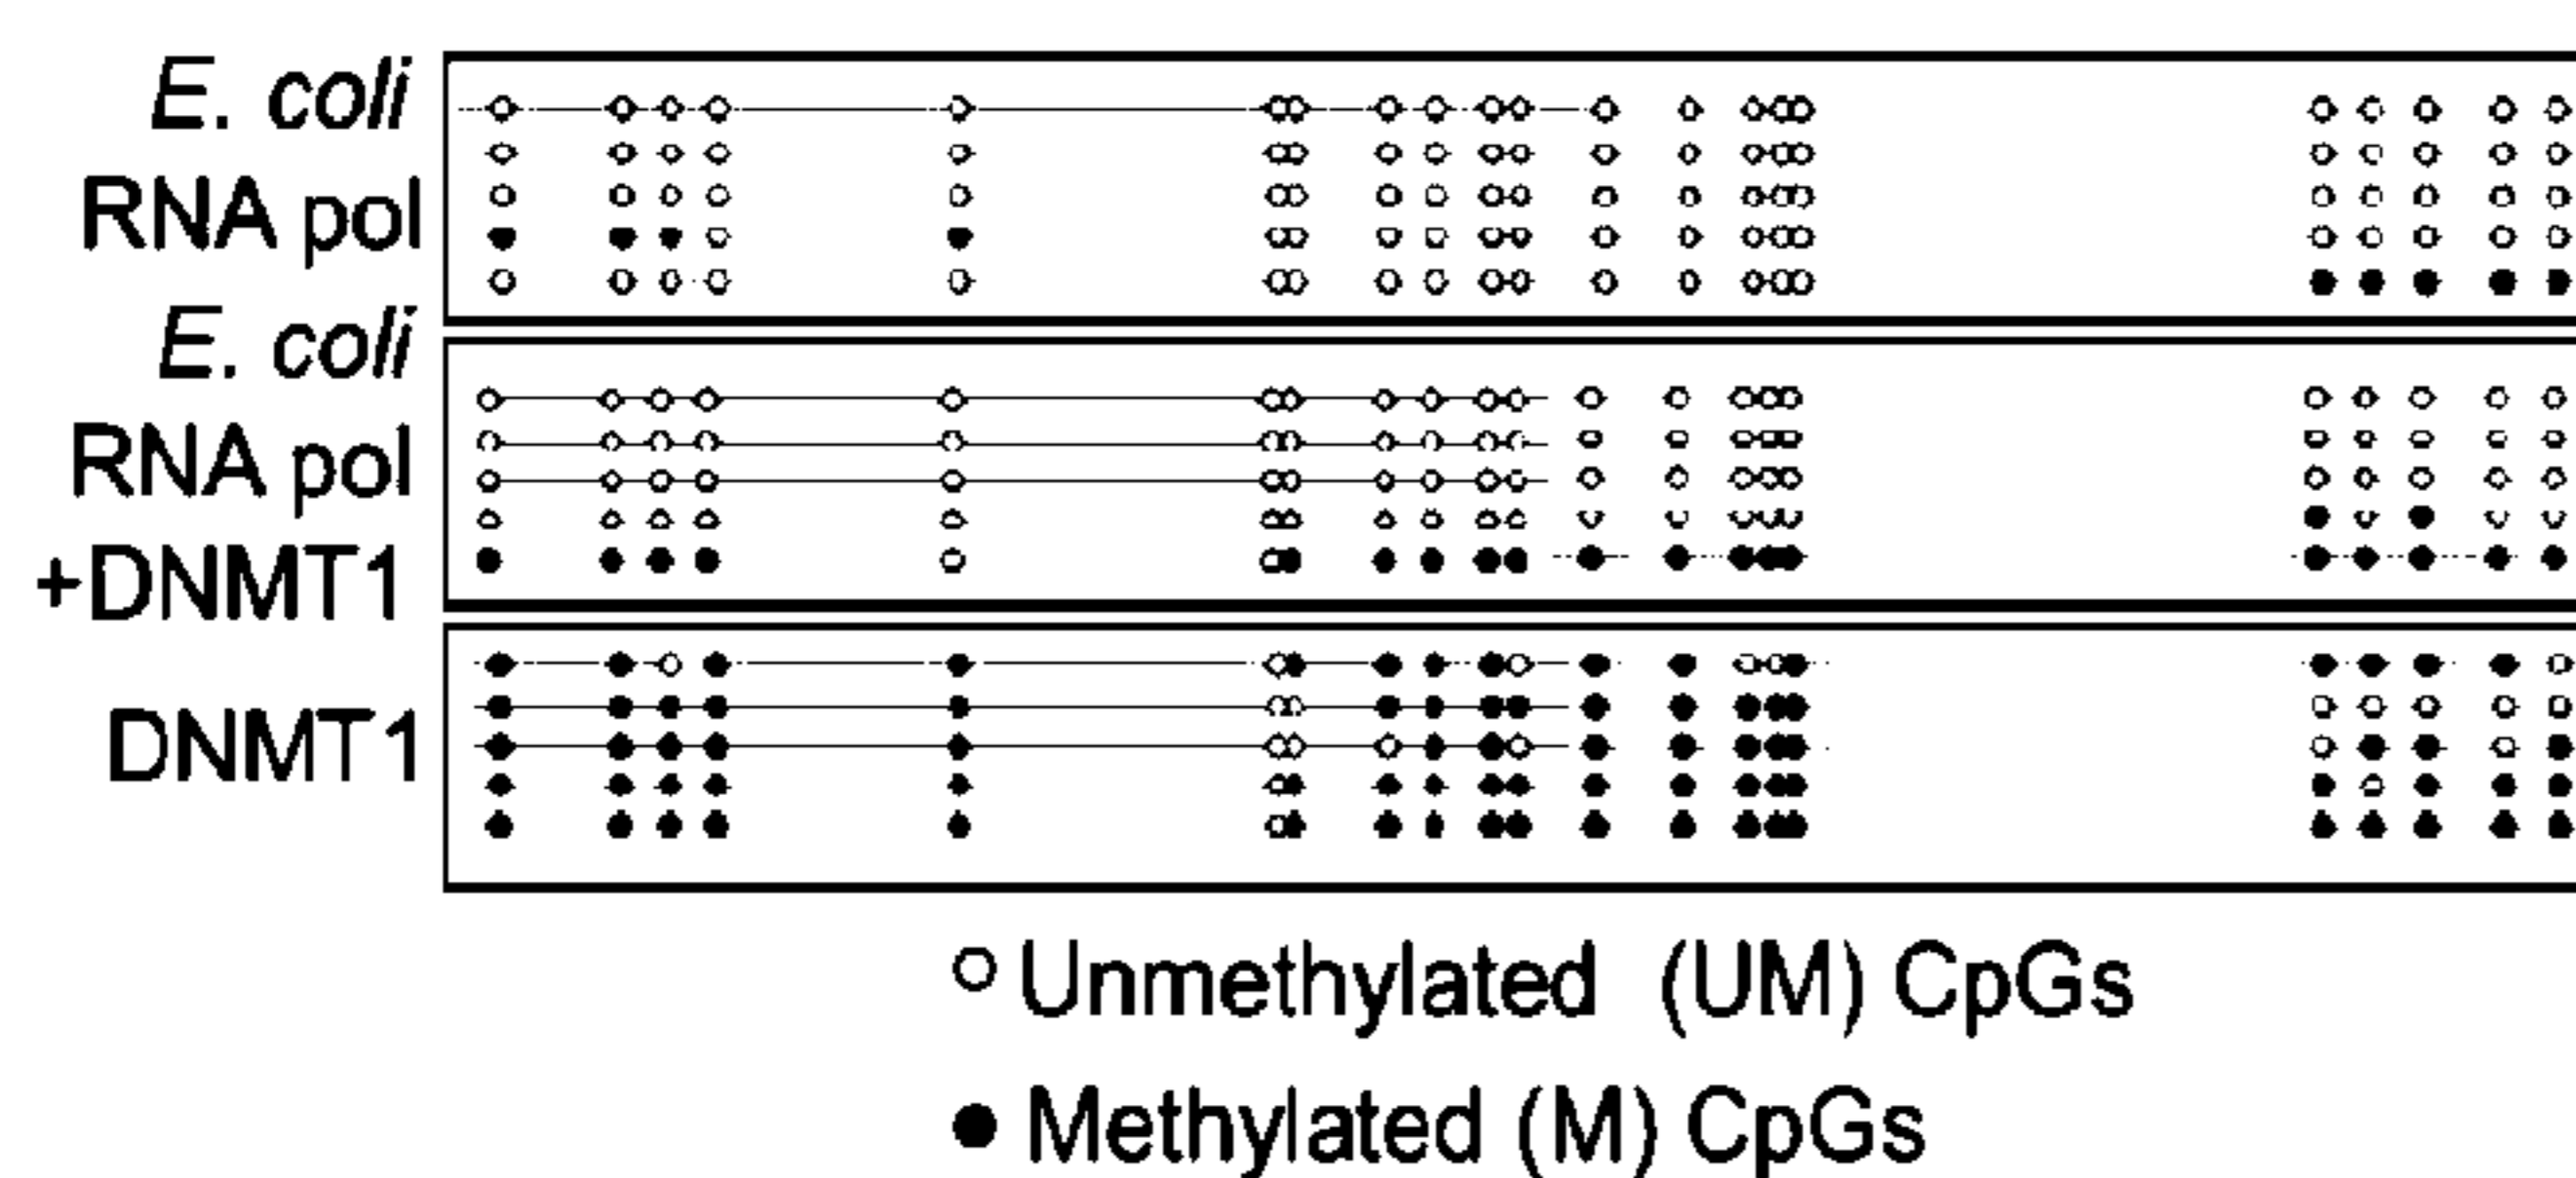 E. coli
RNA pol
E. coli
RNA pol
+DNMT1
DNMT1
Unmethylated (UM) CpGs
Methylated (M) CpGs